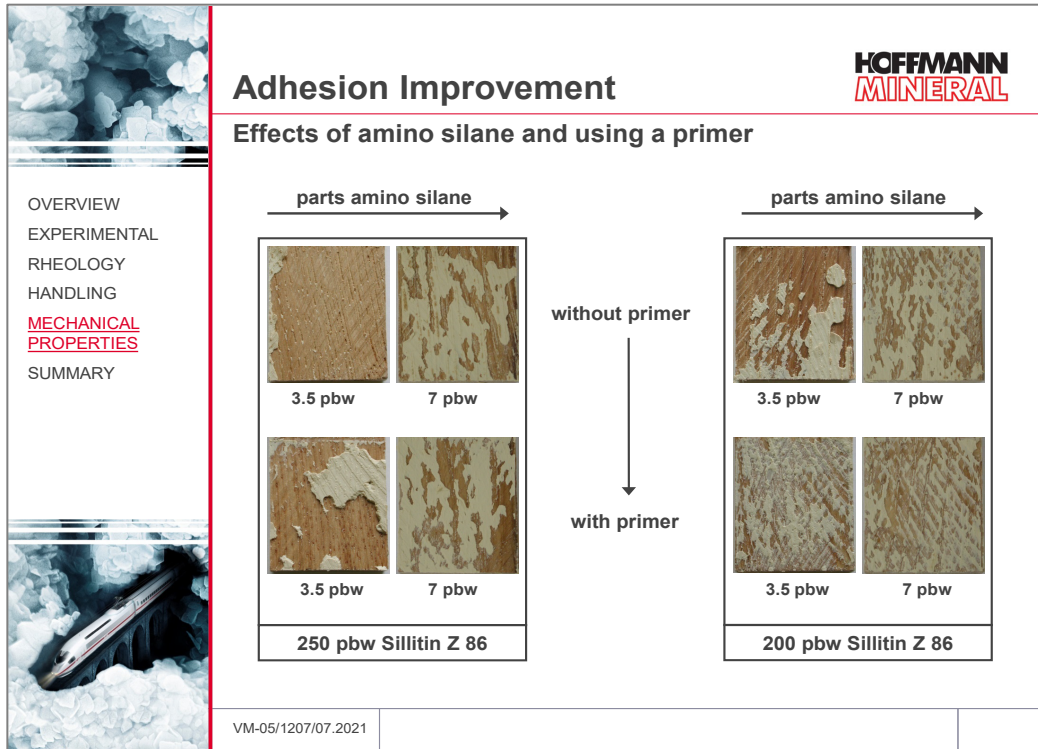 Adhesion Improvement
HOFFMANN
MINERAL
Effects of amino silane and using a primer
OVERVIEW
EXPERIMENTAL
RHEOLOGY
HANDLING
MECHANICAL
PROPERTIES
SUMMARY
parts amino silane
3.5 pbw
7 pbw
3.5 pbw
7 pbw
250 pbw Sillitin Z 86
without primer
with primer
parts amino silane
3.5 pbw
7 pbw
3.5 pbw
7 pbw
200 pbw Sillitin Z 86
VM-05/1207/07.2021